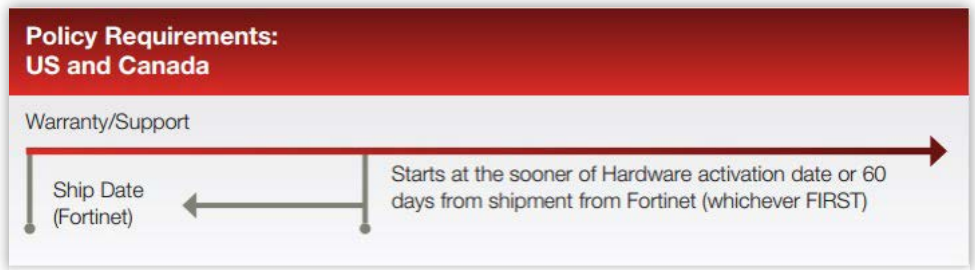 Policy Requirements:
US and Canada
Warranty/Support
Ship Date
(Fortinet)
Starts at the sooner of Hardware activation date or 60
days from shipment from Fortinet (whichever FIRST)